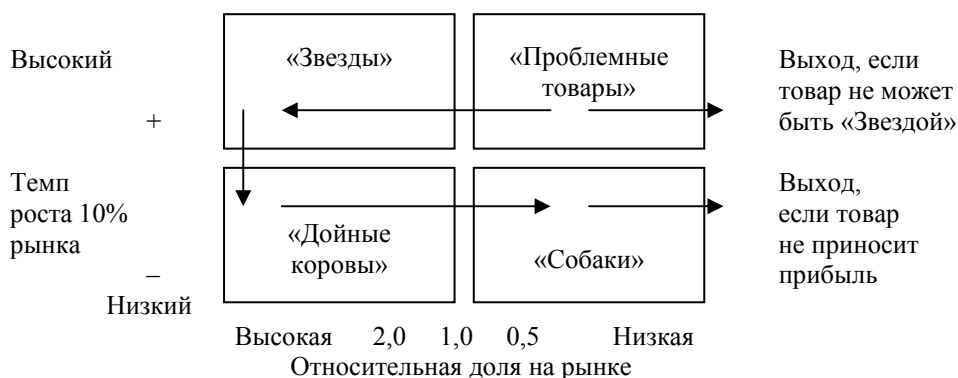 Высокий
«Звезды»
«Проблемные
товары»
Выход, если
товар не может
быть «Звездой»
+
Темп
роста 10%
рынка
«Дойные
коровы»
«Собаки»
Выход,
если товар
не приносит
прибыль
–
Низкий
Высокая 2,0 1,0 0,5 Низкая
Относительная доля на рынке